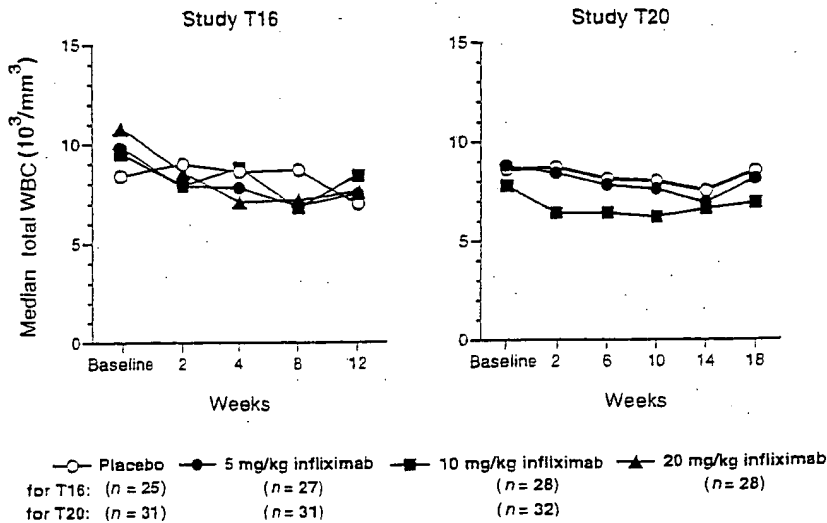 Study T16
Study T20
Median total WBC (10³/mm³)
15
10
5
0
Baseline 2 4 8 12
Weeks
15
10
5
0
Baseline 2 6 10 14 18
Weeks
Placebo 5 mg/kg infliximab 10 mg/kg infliximab 20 mg/kg infliximab
for T16: (n = 25) (n = 27) (n = 28) (n = 28)
for T20: (n = 31) (n = 31) (n = 32)